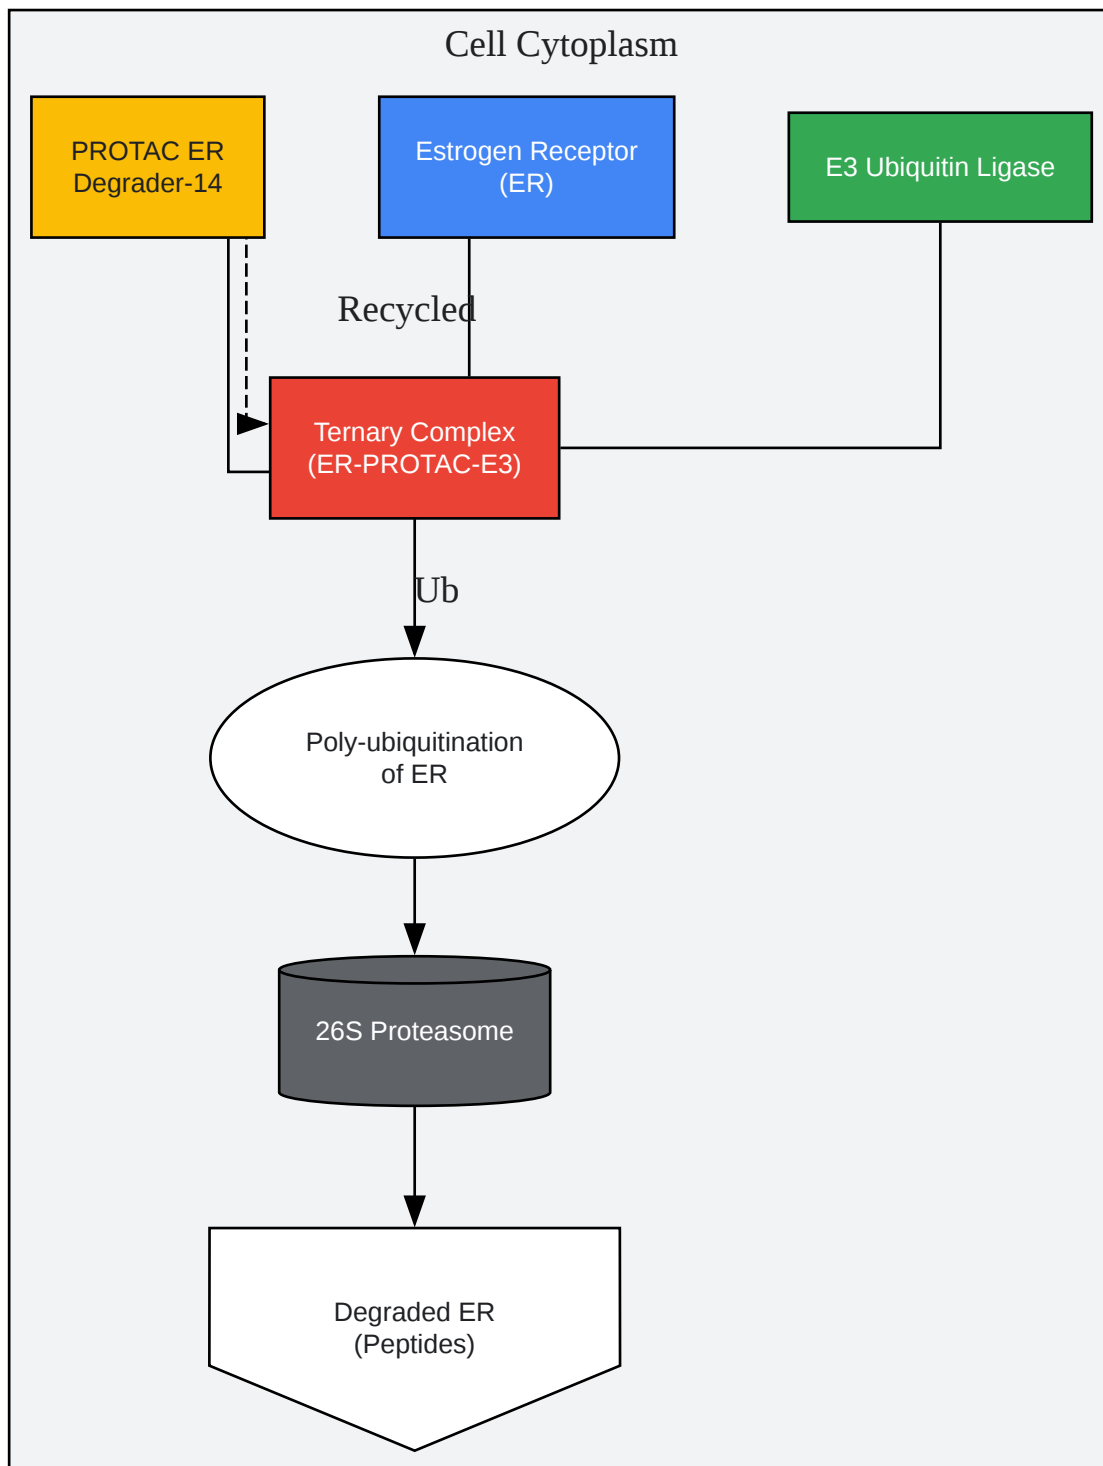 Cell Cytoplasm
PROTAC ER
Degrader-14
Estrogen Receptor
(ER)
E3 Ubiquitin Ligase
Recycled
Ternary Complex
(ER-PROTAC-E3)
Ub
Poly-ubiquitination
of ER
26S Proteasome
Degraded ER
(Peptides)